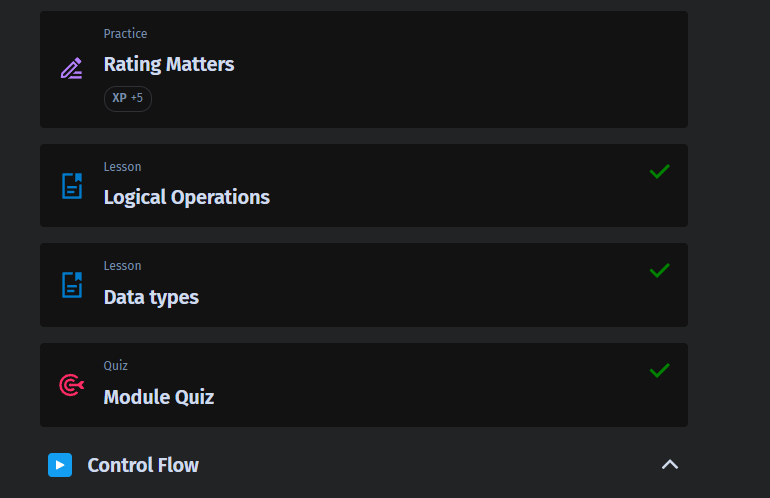 Practice
Rating Matters
XP +5
Lesson
Logical Operations
Lesson
Data types
Quiz
Module Quiz
Control Flow